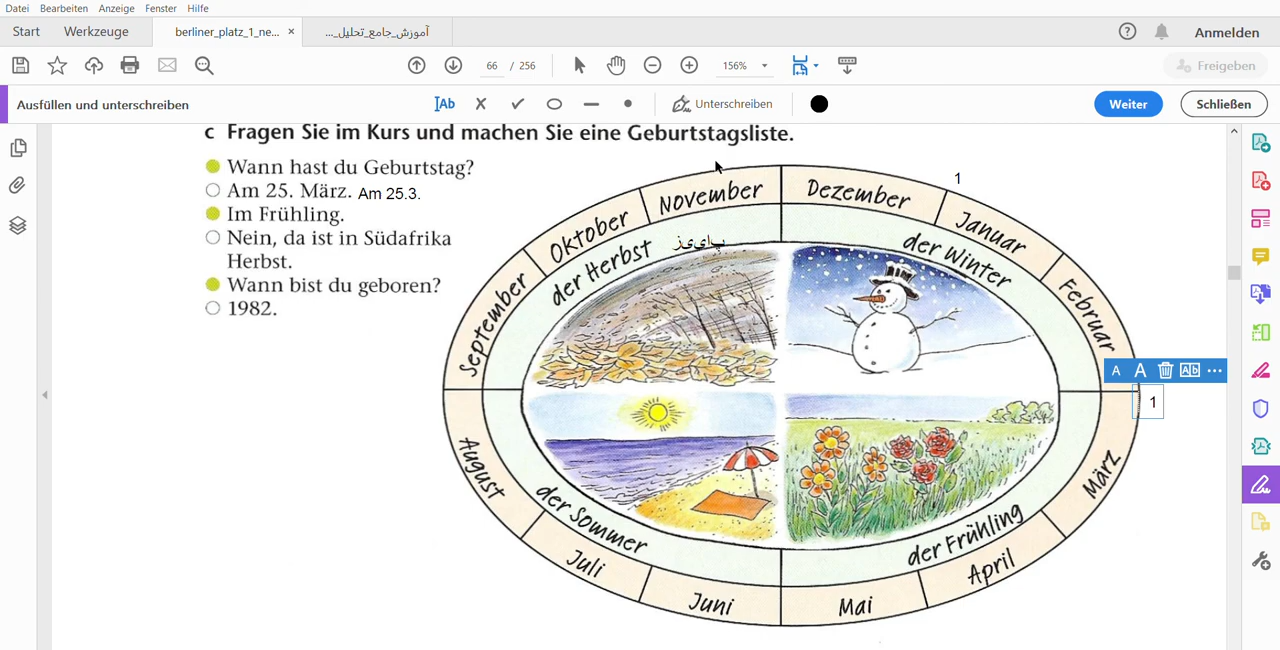 Datei Bearbeiten Anzeige Fenster Hilfe
Start Werkzeuge berliner_platz_1_ne... × آموزش_جامع_تحلیل_... Anmelden
66 / 256 156% Freigeben
Ausfüllen und unterschreiben Ab Unterschreiben Weiter Schließen
c Fragen Sie im Kurs und machen Sie eine Geburtstagsliste.
Wann hast du Geburtstag?
Am 25. März. Am 25.3.
Im Frühling.
Nein, da ist in Südafrika
Herbst.
Wann bist du geboren?
1982.
1
Dezember
Januar
Februar
A A Ab ...
1
März
April
Mai
Juni
Juli
August
September
Oktober
November
der Winter
der Frühling
der Sommer
der Herbst
پاییز